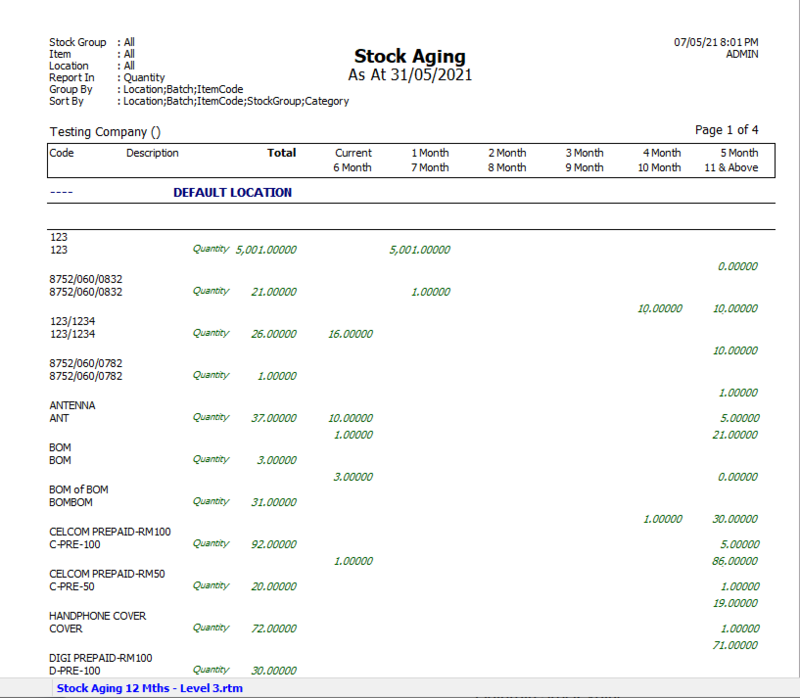 Stock Group : All
Item : All
Location : All
Report In : Quantity
Group By : Location;Batch;ItemCode
Sort By : Location;Batch;ItemCode;StockGroup;Category
Stock Aging
As At 31/05/2021
07/05/21 8:01 PM
ADMIN
Testing Company ()
Page 1 of 4
Code Description Total Current 1 Month 2 Month 3 Month 4 Month 5 Month
6 Month 7 Month 8 Month 9 Month 10 Month 11 & Above
---- DEFAULT LOCATION
123
123 Quantity 5,001.00000 5,001.00000
0.00000
8752/060/0832
8752/060/0832 Quantity 21.00000 1.00000
10.00000 10.00000
123/1234
123/1234 Quantity 26.00000 16.00000
10.00000
8752/060/0782
8752/060/0782 Quantity 1.00000
1.00000
ANTENNA
ANT Quantity 37.00000 10.00000 5.00000
1.00000 21.00000
BOM
BOM Quantity 3.00000
3.00000 0.00000
BOM of BOM
BOMBOM Quantity 31.00000
1.00000 30.00000
CELCOM PREPAID-RM100
C-PRE-100 Quantity 92.00000 5.00000
1.00000 86.00000
CELCOM PREPAID-RM50
C-PRE-50 Quantity 20.00000 1.00000
19.00000
HANDPHONE COVER
COVER Quantity 72.00000 1.00000
71.00000
DIGI PREPAID-RM100
D-PRE-100 Quantity 30.00000
Stock Aging 12 Mths - Level 3.rtm